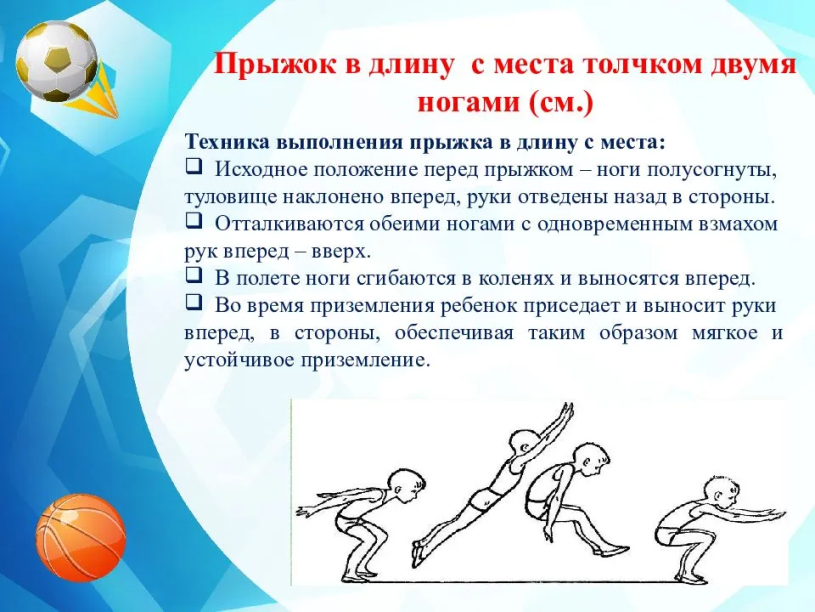 Прыжок в длину с места толчком двумя
ногами (см.)
Техника выполнения прыжка в длину с места:
❑ Исходное положение перед прыжком – ноги полусогнуты,
туловище наклонено вперед, руки отведены назад в стороны.
❑ Отталкиваются обеими ногами с одновременным взмахом
рук вперед – вверх.
❑ В полете ноги сгибаются в коленях и выносятся вперед.
❑ Во время приземления ребенок приседает и выносит руки
вперед, в стороны, обеспечивая таким образом мягкое и
устойчивое приземление.